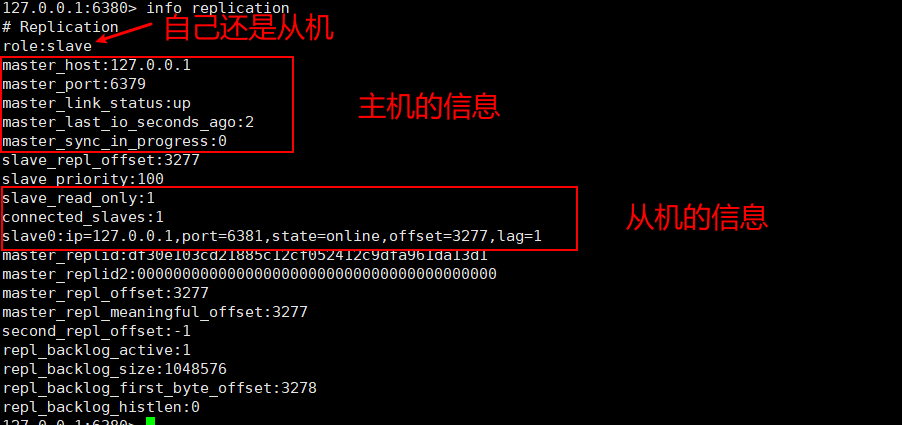 127.0.0.1:6380> info replication
# Replication
自己还是从机
role:slave
master_host:127.0.0.1
master_port:6379
master_link_status:up
主机的信息
master_last_io_seconds_ago:2
master_sync_in_progress:0
slave_repl_offset:3277
slave_priority:100
slave_read_only:1
connected_slaves:1
从机的信息
slave0:ip=127.0.0.1,port=6381,state=online,offset=3277,lag=1
master_replid:df30e103cd21885c12cf052412c9dfa961da13d1
master_replid2:0000000000000000000000000000000000000000
master_repl_offset:3277
master_repl_meaningful_offset:3277
second_repl_offset:-1
repl_backlog_active:1
repl_backlog_size:1048576
repl_backlog_first_byte_offset:3278
repl_backlog_histlen:0
127.0.0.1:6380>